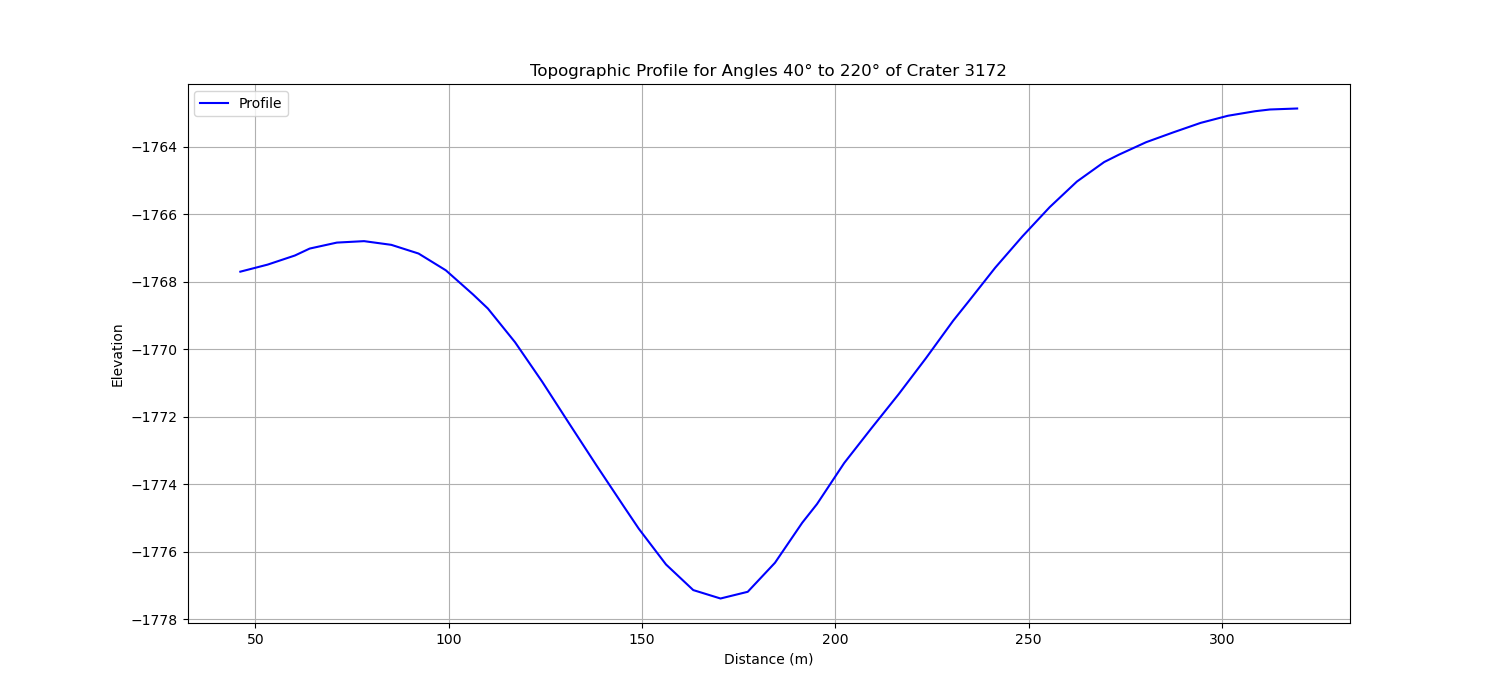 Topographic Profile for Angles 40° to 220° of Crater 3172
Profile
−1764
−1766
−1768
−1770
−1772
−1774
−1776
−1778
Elevation
50 100 150 200 250 300
Distance (m)